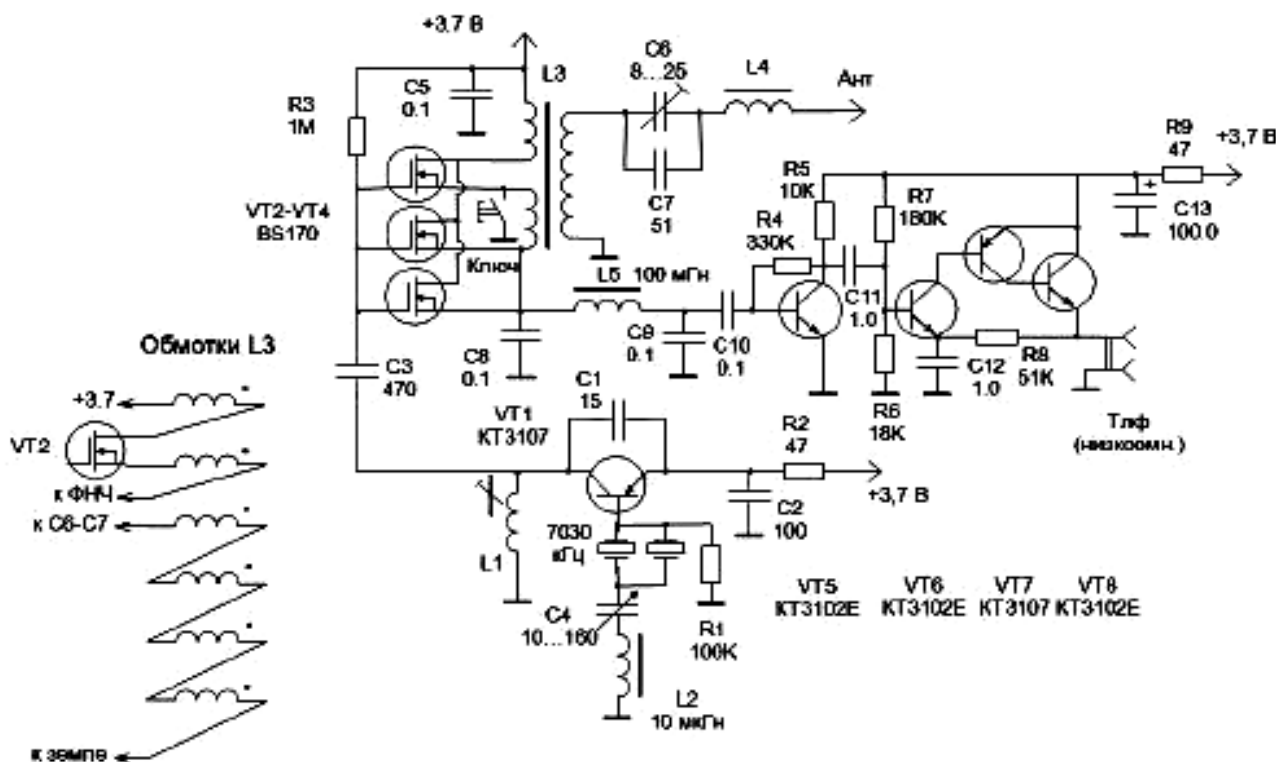 +3.7 В
C6
8...25
L4
Ант
C5
0.1
L3
R3
1М
R9
47
+3,7 В
R5
10К
R7
180К
C7
51
C13
100.0
VT2-VT4
BS170
R4
330К
Ключ
L5 100 мГн
C11
1.0
Обмотки L3
C3
470
C8
0.1
C9
0.1
C10
0.1
C12
1.0
R8
51К
+3.7
C1
15
VT1
КТ3107
R2
47
R6
18К
Тлф
(низкоомн.)
VT2
к ФНЧ
+3,7 В
к С6-С7
C2
100
7030
кГц
L1
VT5
КТ3102Е
VT6
КТ3102Е
VT7
КТ3107
VT8
КТ3102Е
C4
10...160
R1
100К
L2
10 мкГн
к земле